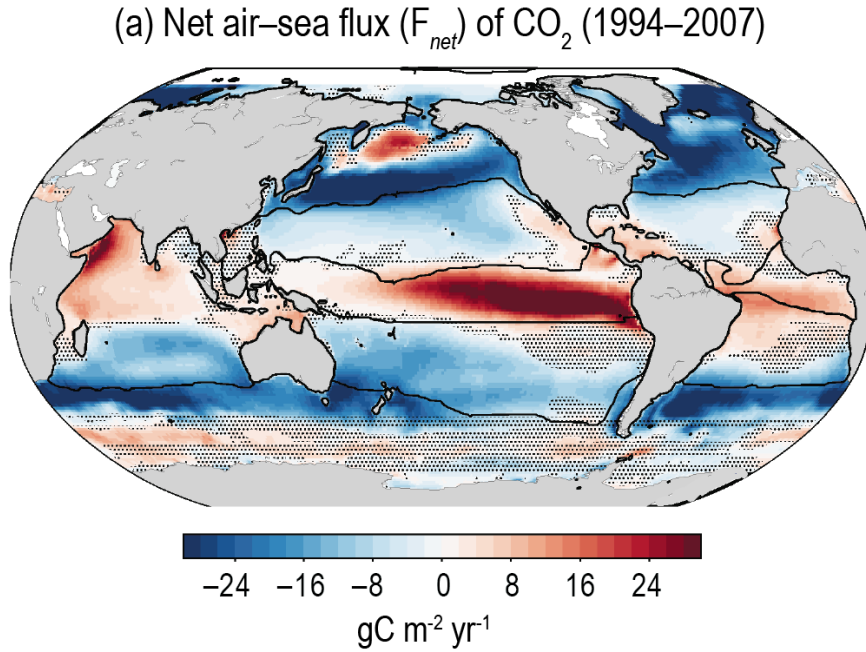 (a) Net air–sea flux (Fₙₑₜ) of CO₂ (1994–2007)
−24 −16 −8 0 8 16 24
gC m⁻² yr⁻¹